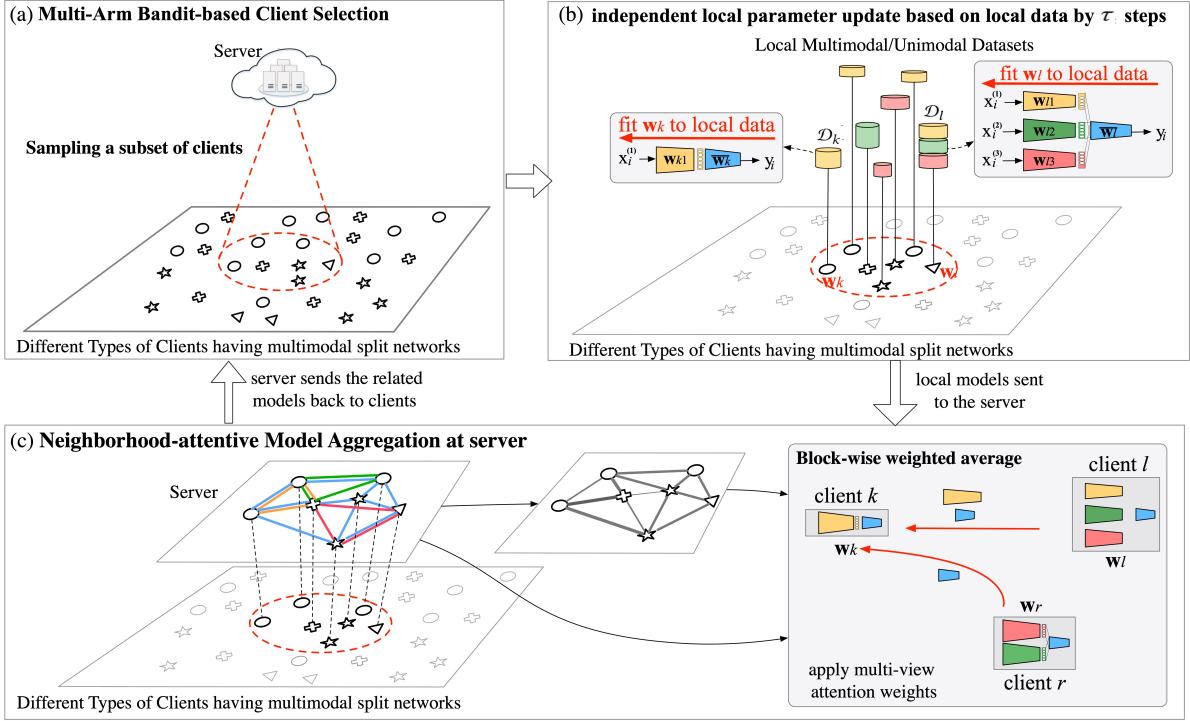 (a) Multi-Arm Bandit-based Client Selection
Server
Sampling a subset of clients
Different Types of Clients having multimodal split networks
(b) independent local parameter update based on local data by τ steps
Local Multimodal/Unimodal Datasets
fit wk to local data
xi(1) wk1 wk yi
Dk
Dl
fit wl to local data
xi(1) wl1
xi(2) wl2 wl yi
xi(3) wl3
wk
w
Different Types of Clients having multimodal split networks
server sends the related
models back to clients
local models sent
to the server
(c) Neighborhood-attentive Model Aggregation at server
Server
Different Types of Clients having multimodal split networks
Block-wise weighted average
client k
wk
client l
wl
wr
client r
apply multi-view
attention weights